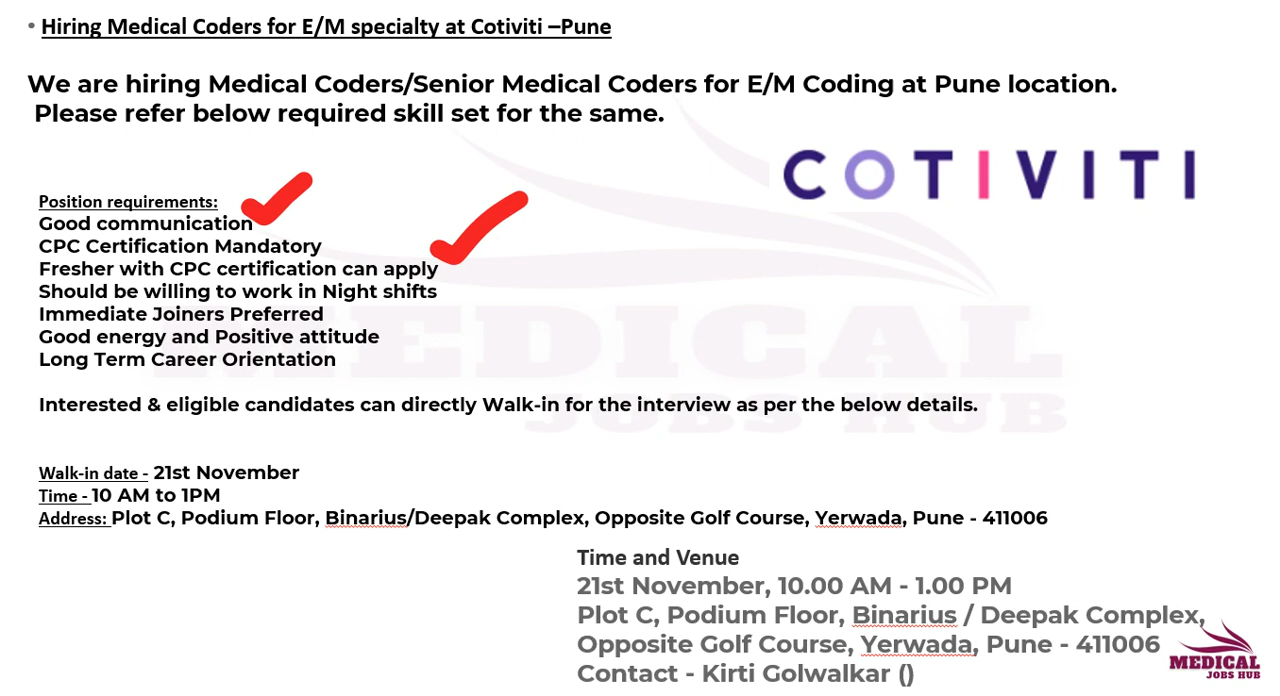 • Hiring Medical Coders for E/M specialty at Cotiviti –Pune
We are hiring Medical Coders/Senior Medical Coders for E/M Coding at Pune location.
Please refer below required skill set for the same.
COTIVITI
Position requirements:
Good communication
CPC Certification Mandatory
Fresher with CPC certification can apply
Should be willing to work in Night shifts
Immediate Joiners Preferred
Good energy and Positive attitude
Long Term Career Orientation
MEDICAL
JOBS HUB
Interested & eligible candidates can directly Walk-in for the interview as per the below details.
Walk-in date - 21st November
Time - 10 AM to 1PM
Address: Plot C, Podium Floor, Binarius/Deepak Complex, Opposite Golf Course, Yerwada, Pune - 411006
Time and Venue
21st November, 10.00 AM - 1.00 PM
Plot C, Podium Floor, Binarius / Deepak Complex,
Opposite Golf Course, Yerwada, Pune - 411006
Contact - Kirti Golwalkar ()
MEDICAL
JOBS HUB